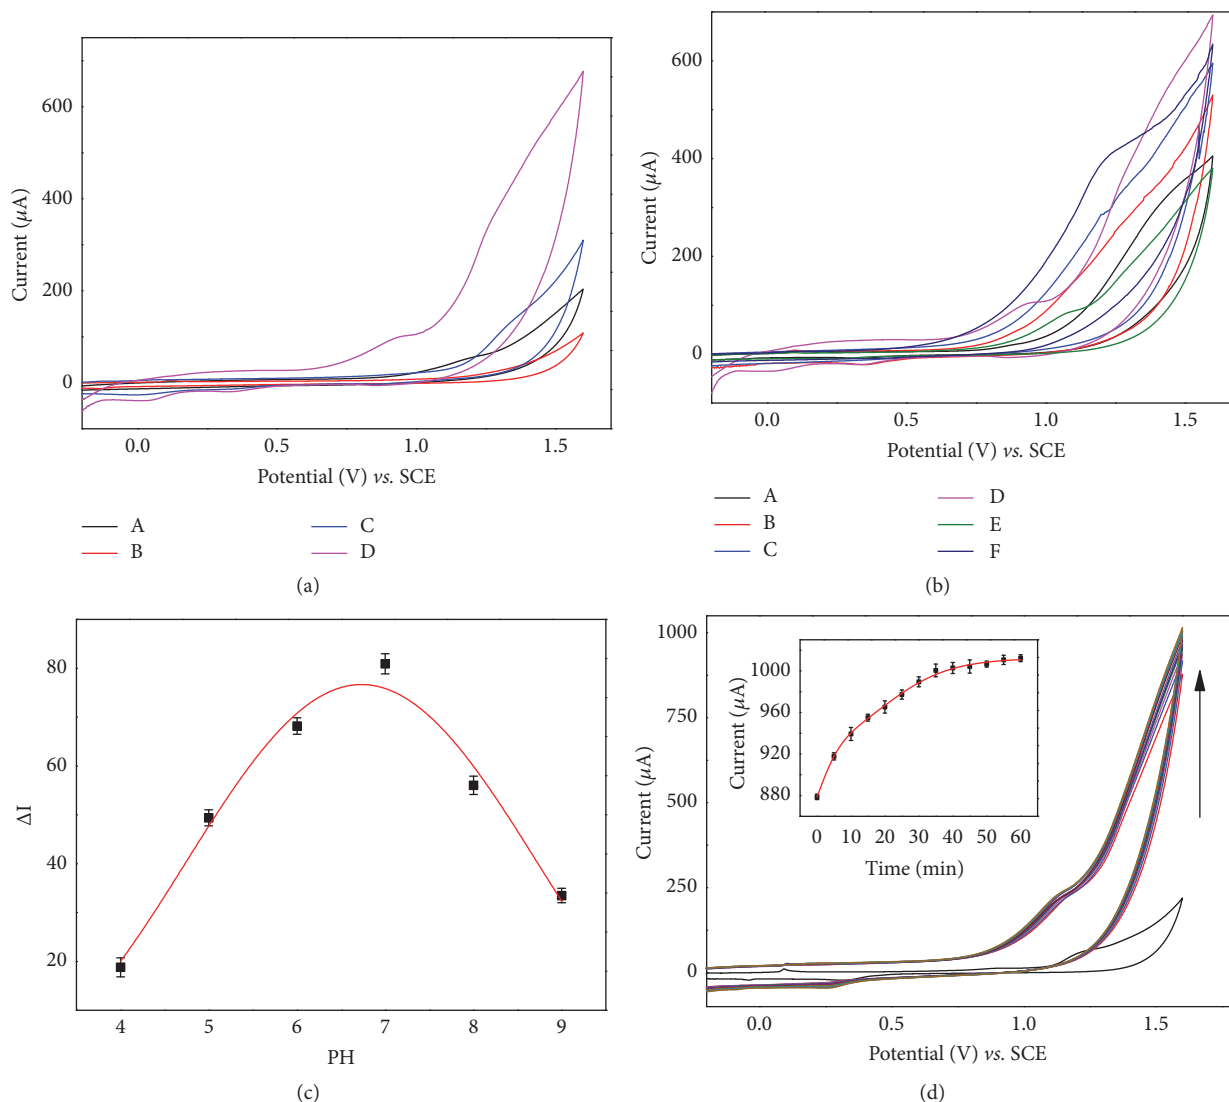 600
400
200
0
Current (μA)
0.0 0.5 1.0 1.5
Potential (V) vs. SCE
A C
B D
(a)
600
400
200
0
Current (μA)
0.0 0.5 1.0 1.5
Potential (V) vs. SCE
A D
B E
C F
(b)
80
60
40
20
ΔI
4 5 6 7 8 9
PH
(c)
1000
750
500
250
0
Current (μA)
1000
960
920
880
Current (μA)
0 10 20 30 40 50 60
Time (min)
0.0 0.5 1.0 1.5
Potential (V) vs. SCE
(d)